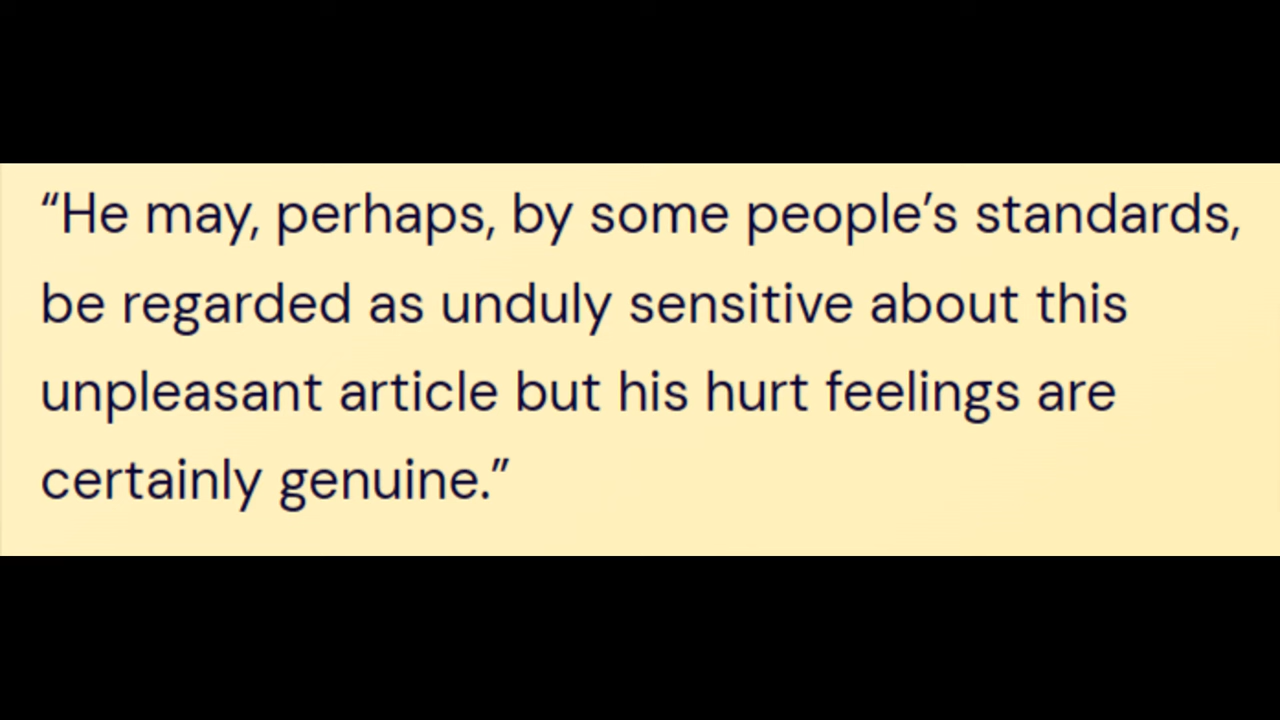 “He may, perhaps, by some people’s standards,
be regarded as unduly sensitive about this
unpleasant article but his hurt feelings are
certainly genuine.”